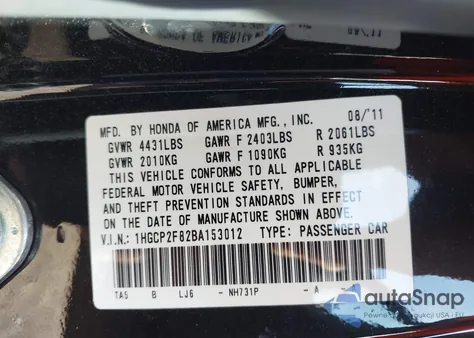 08/'11
MFD. BY HONDA OF AMERICA MFG., INC. 08/'11
GVWR 4431LBS GAWR F 2403LBS R 2061LBS
GVWR 2010KG GAWR F 1090KG R 935KG
THIS VEHICLE CONFORMS TO ALL APPLICABLE
FEDERAL MOTOR VEHICLE SAFETY, BUMPER,
AND THEFT PREVENTION STANDARDS IN EFFECT
ON THE DATE OF MANUFACTURE SHOWN ABOVE.
V.I.N.: 1HGCP2F82BA153012 TYPE: PASSENGER CAR
TA5 B LJ6 -NH731P -A -
autoSnap